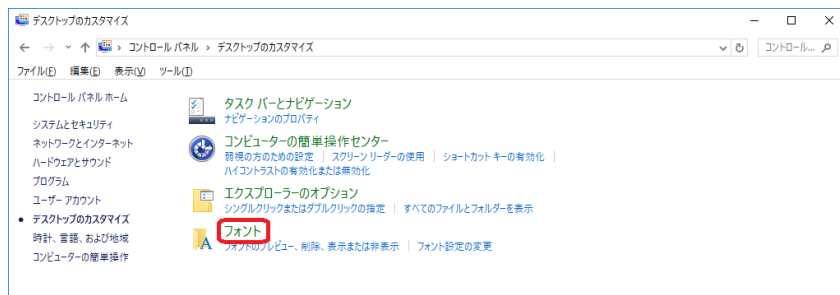 デスクトップのカスタマイズ
コントロール パネル › デスクトップのカスタマイズ
コントロール...
ファイル(F) 編集(E) 表示(V) ツール(T)
コントロール パネル ホーム
システムとセキュリティ
ネットワークとインターネット
ハードウェアとサウンド
プログラム
ユーザー アカウント
デスクトップのカスタマイズ
時計、言語、および地域
コンピューターの簡単操作
タスク バーとナビゲーション
ナビゲーションのプロパティ
コンピューターの簡単操作センター
弱視の方のための設定 | スクリーン リーダーの使用 | ショートカット キーの有効化 |
ハイコントラストの有効化または無効化
エクスプローラーのオプション
シングルクリックまたはダブルクリックの指定 | すべてのファイルとフォルダーを表示
フォント
フォントのプレビュー、削除、表示または非表示 | フォント設定の変更